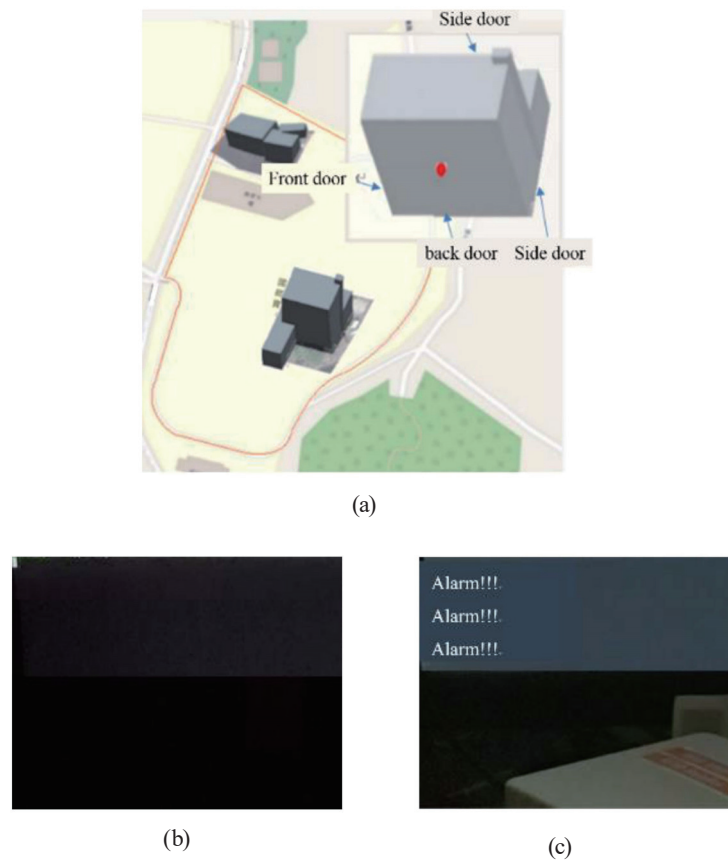 Side door
Front door
back door
Side door
(a)
Alarm!!!
Alarm!!!
Alarm!!!
(b)
(c)